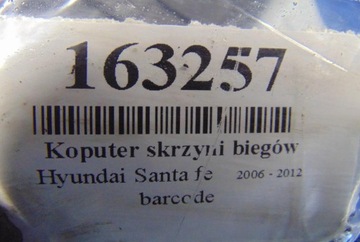 163257
Koputer skrzyni biegów
Hyundai Santa fe 2006 - 2012
barcode